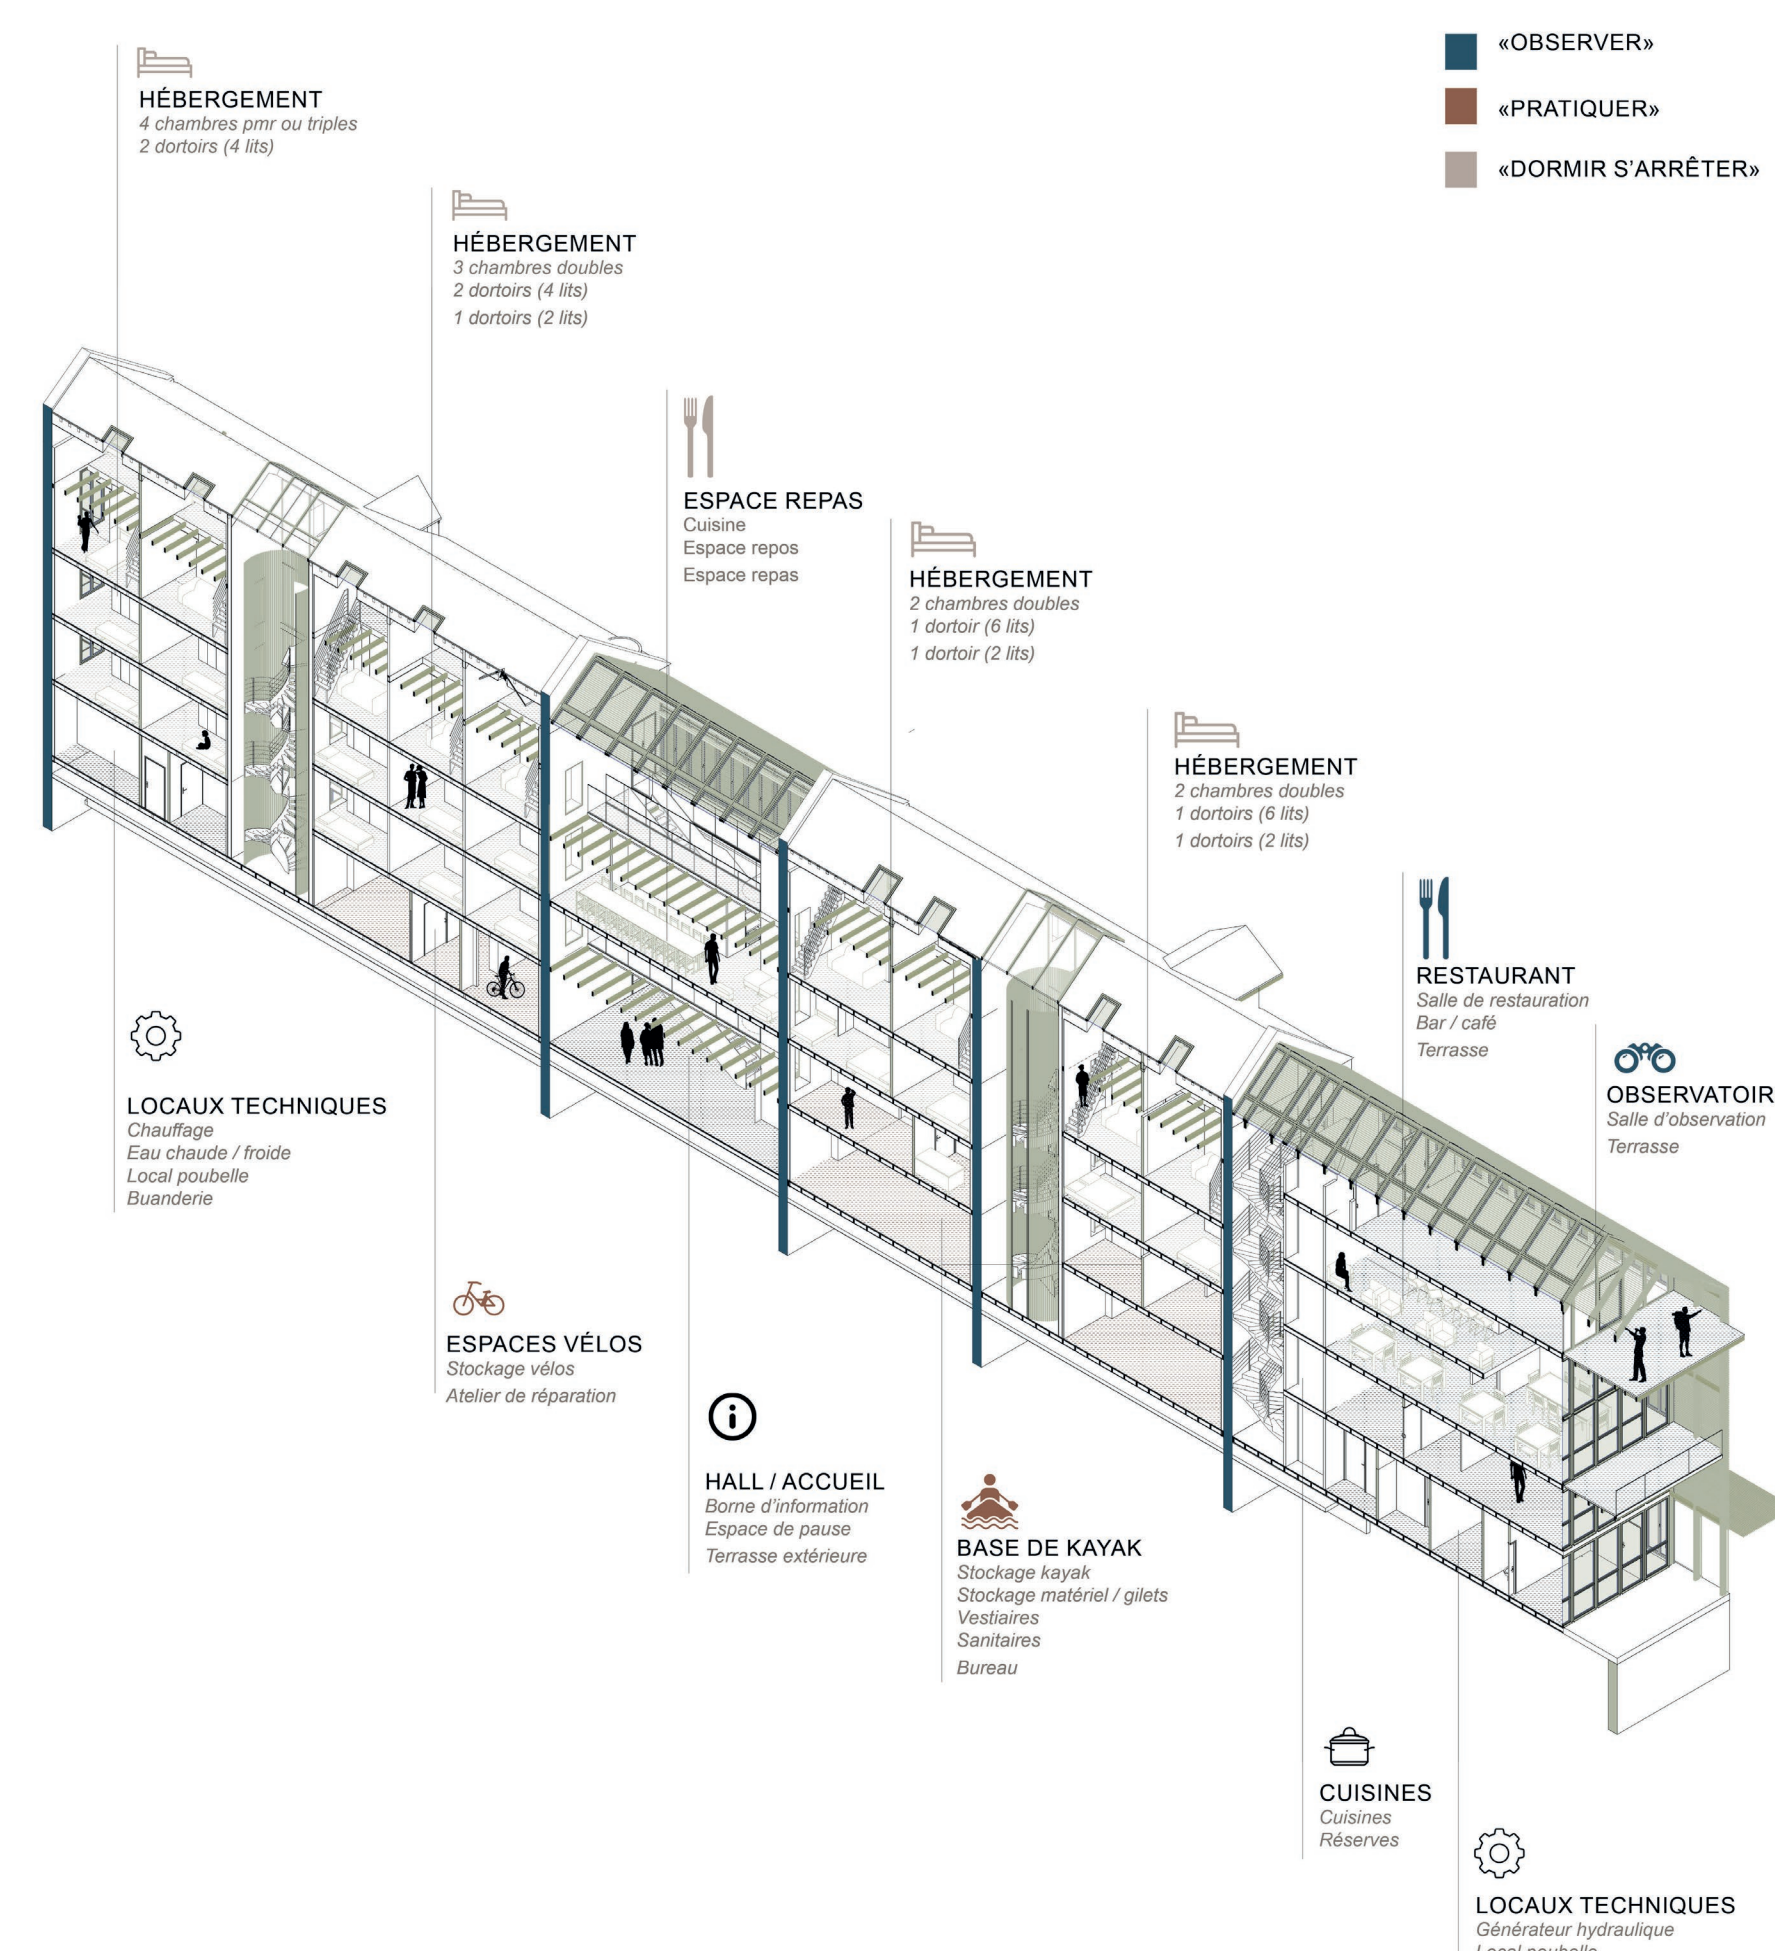 «OBSERVER»
«PRATIQUER»
«DORMIR S'ARRÊTER»
HÉBERGEMENT
4 chambres pmr ou triples
2 dortoirs (4 lits)
HÉBERGEMENT
3 chambres doubles
2 dortoirs (4 lits)
1 dortoirs (2 lits)
ESPACE REPAS
Cuisine
Espace repos
Espace repas
HÉBERGEMENT
2 chambres doubles
1 dortoir (6 lits)
1 dortoir (2 lits)
HÉBERGEMENT
2 chambres doubles
1 dortoirs (6 lits)
1 dortoirs (2 lits)
RESTAURANT
Salle de restauration
Bar / café
Terrasse
OBSERVATOIR
Salle d'observation
Terrasse
LOCAUX TECHNIQUES
Chauffage
Eau chaude / froide
Local poubelle
Buanderie
ESPACES VÉLOS
Stockage vélos
Atelier de réparation
HALL / ACCUEIL
Borne d'information
Espace de pause
Terrasse extérieure
BASE DE KAYAK
Stockage kayak
Stockage matériel / gilets
Vestiaires
Sanitaires
Bureau
CUISINES
Cuisines
Réserves
LOCAUX TECHNIQUES
Générateur hydraulique
Local poubelle